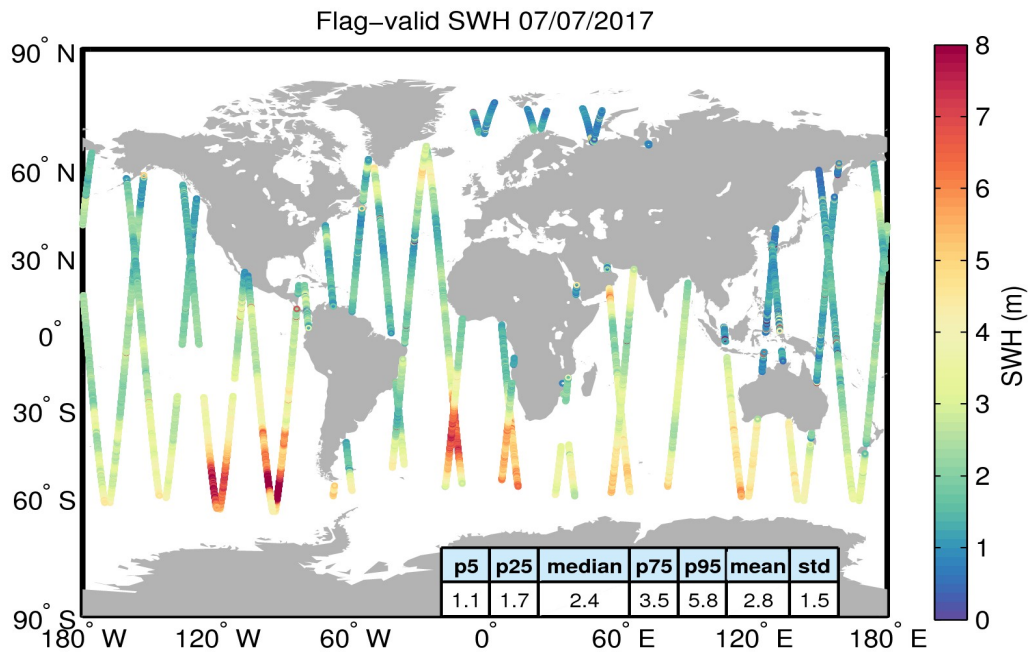 Flag−valid SWH 07/07/2017
90° N
60° N
30° N
0°
30° S
60° S
90° S
180° W
120° W
60° W
0°
60° E
120° E
180° E
p5 p25 median p75 p95 mean std
1.1 1.7 2.4 3.5 5.8 2.8 1.5
8
7
6
5
4
3
2
1
0
SWH (m)